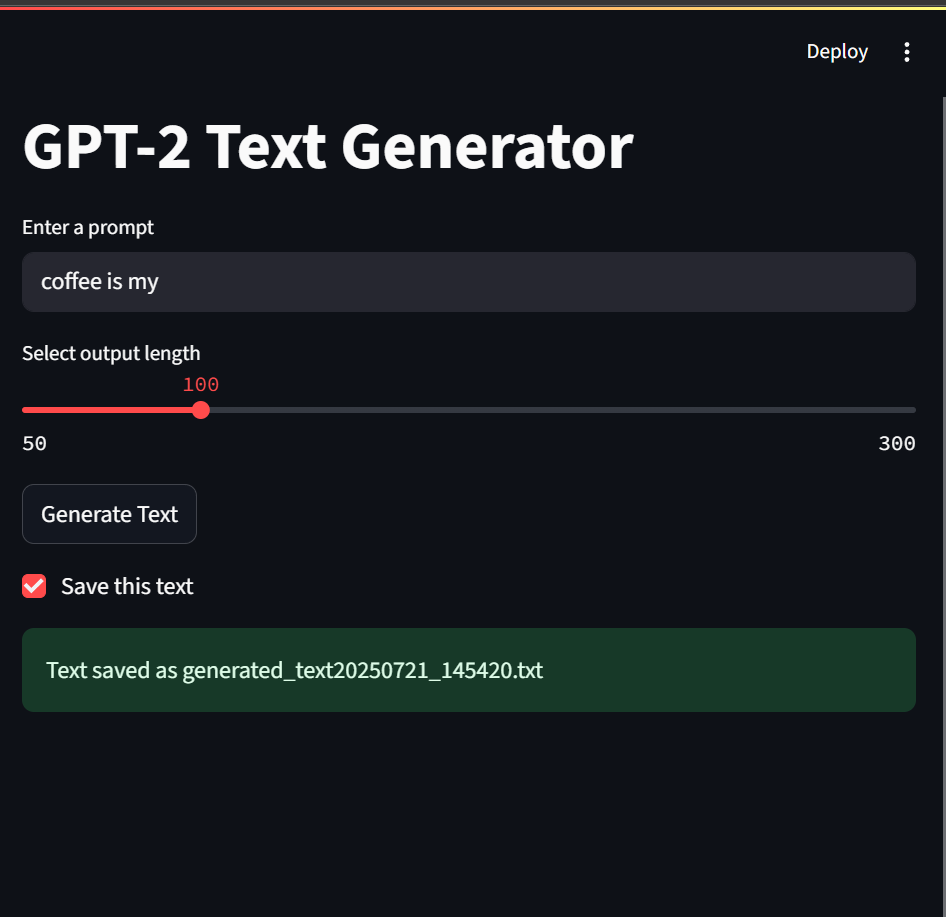 Deploy
GPT-2 Text Generator
Enter a prompt
coffee is my
Select output length
100
50 300
Generate Text
Save this text
Text saved as generated_text20250721_145420.txt